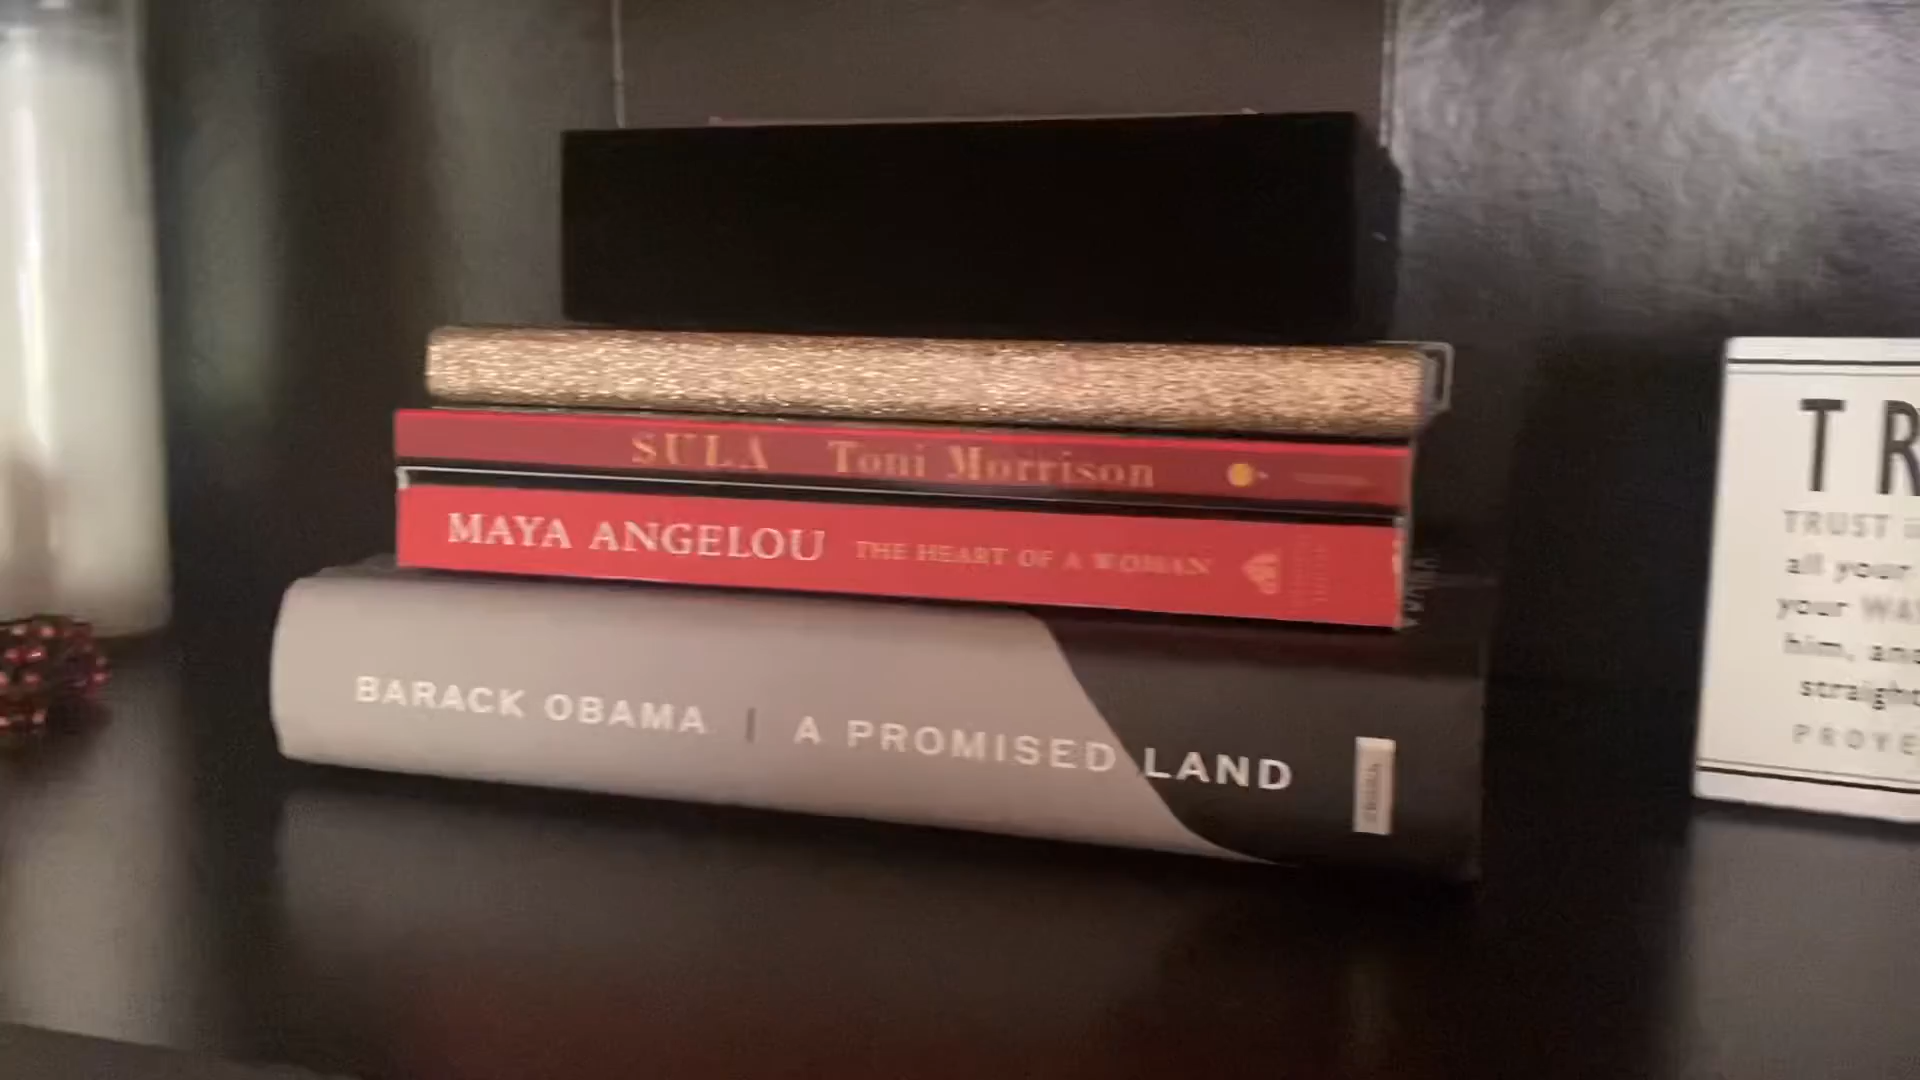 SULA Toni Morrison
MAYA ANGELOU THE HEART OF A WOMAN
BARACK OBAMA | A PROMISED LAND
TR
TRUST
all your
your
him, and
straight
PROVE